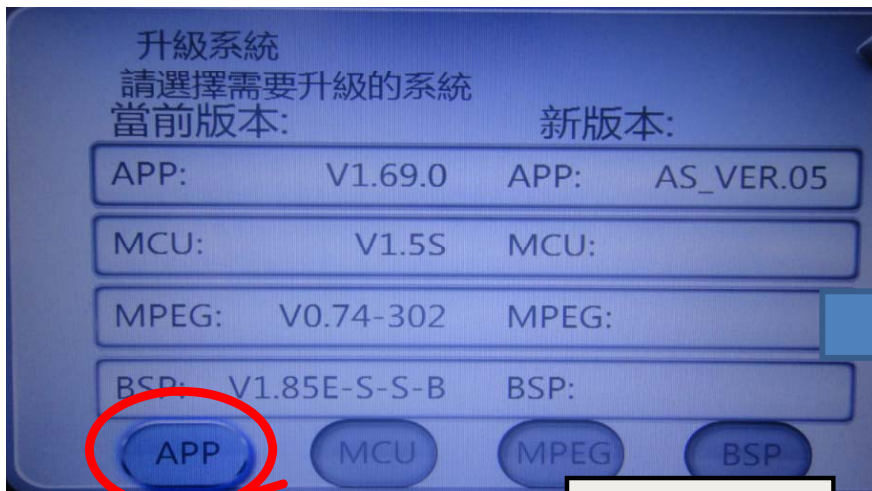 升級系統
請選擇需要升級的系統
當前版本: 新版本:
APP: V1.69.0 APP: AS_VER.05
MCU: V1.5S MCU:
MPEG: V0.74-302 MPEG:
BSP: V1.85E-S-S-B BSP:
APP MCU MPEG BSP